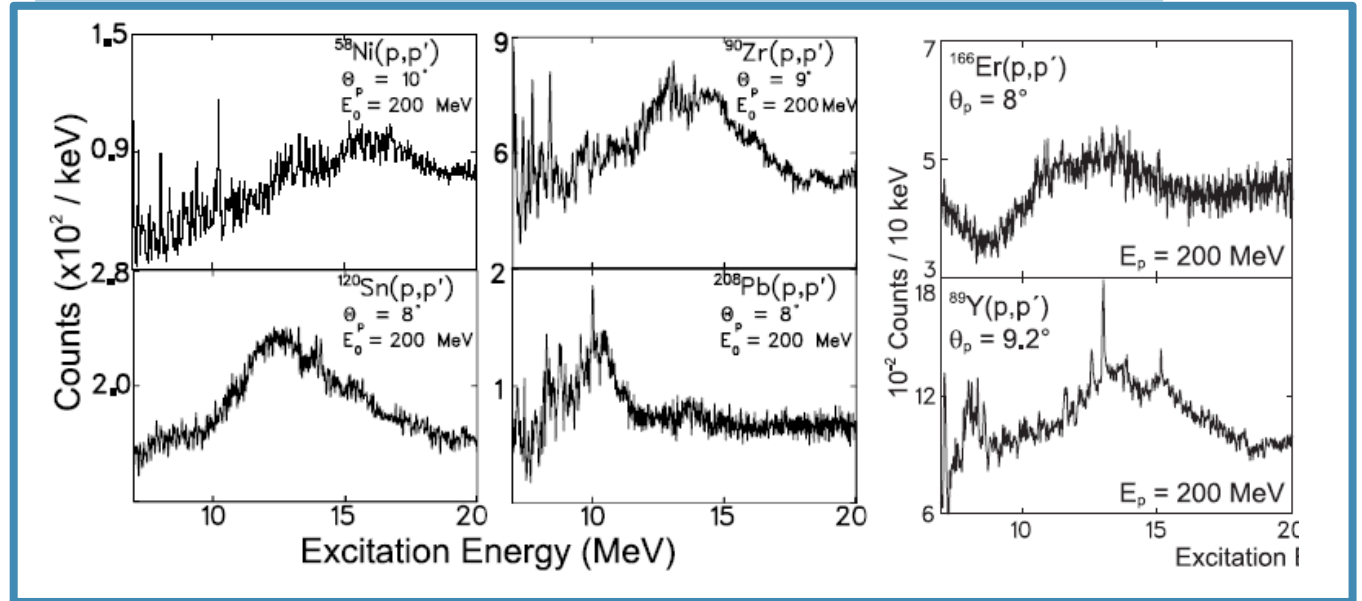 Counts (x10² / keV)
1.5
0.9
⁵⁸Ni(p,p')
Θp = 10°
E₀ = 200 MeV
9
6
⁹⁰Zr(p,p')
Θp = 9°
E₀ = 200 MeV
2.8
2.0
¹²⁰Sn(p,p')
Θp = 8°
E₀ = 200 MeV
10 15 20
2
1
²⁰⁸Pb(p,p')
Θp = 8°
E₀ = 200 MeV
10 15 20
Excitation Energy (MeV)
10⁻² Counts / 10 keV
7
5
3
¹⁶⁶Er(p,p´)
θp = 8°
Ep = 200 MeV
18
12
6
⁸⁹Y(p,p´)
θp = 9.2°
Ep = 200 MeV
10 15 20
Excitation